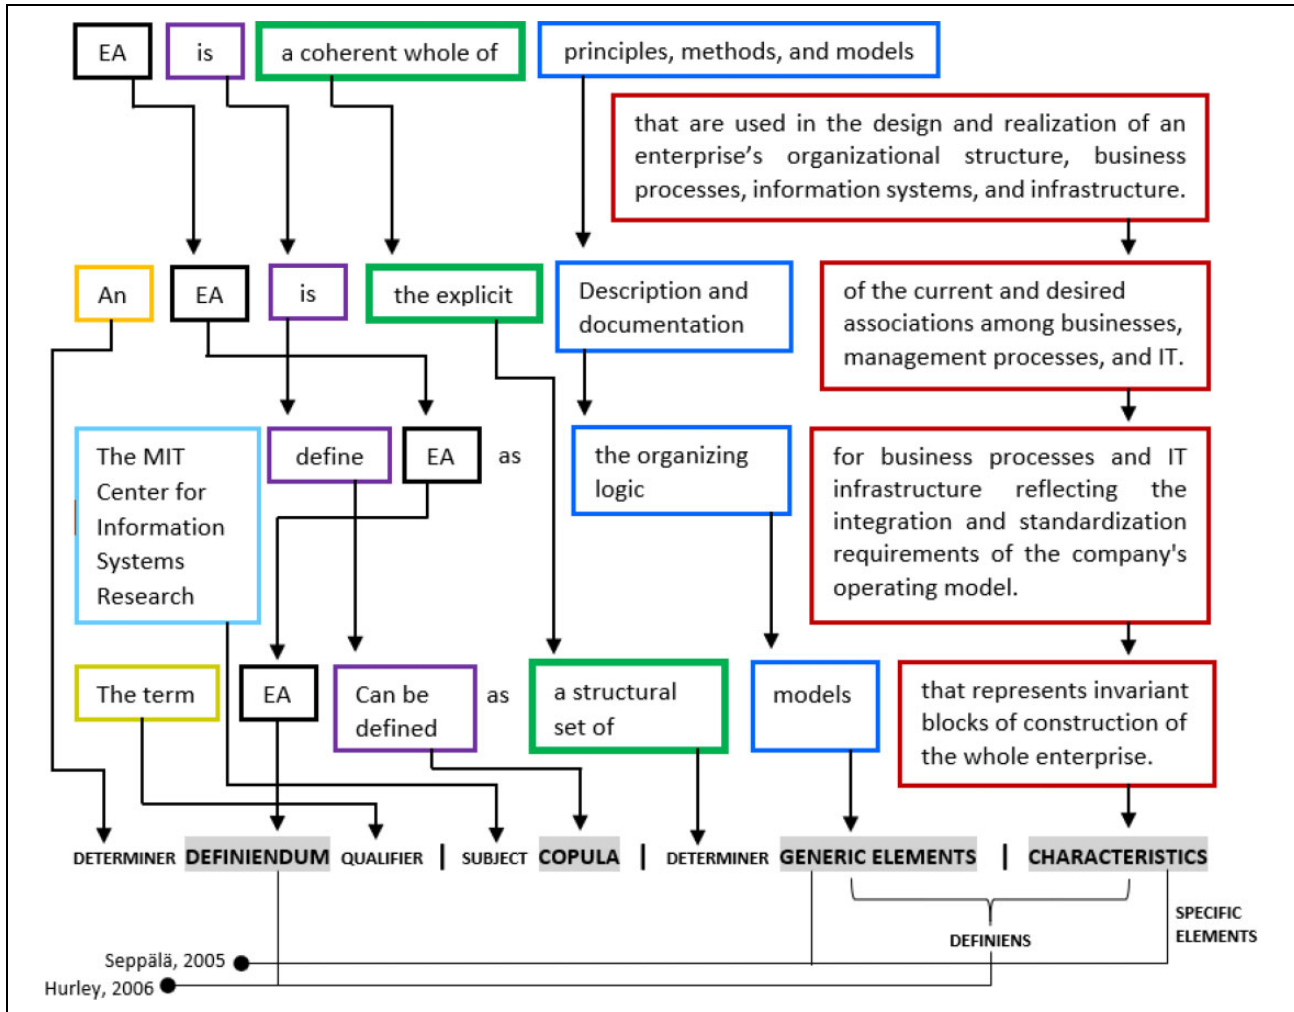 EA is a coherent whole of principles, methods, and models
that are used in the design and realization of an
enterprise’s organizational structure, business
processes, information systems, and infrastructure.
An EA is the explicit
Description and
documentation
of the current and desired
associations among businesses,
management processes, and IT.
The MIT
Center for
Information
Systems
Research
define EA as
the organizing
logic
for business processes and IT
infrastructure reflecting the
integration and standardization
requirements of the company's
operating model.
The term EA
Can be
defined
as
a structural
set of
models
that represents invariant
blocks of construction of
the whole enterprise.
DETERMINER DEFINIENDUM QUALIFIER | SUBJECT COPULA | DETERMINER GENERIC ELEMENTS | CHARACTERISTICS
SPECIFIC
ELEMENTS
DEFINIENS
Seppälä, 2005
Hurley, 2006